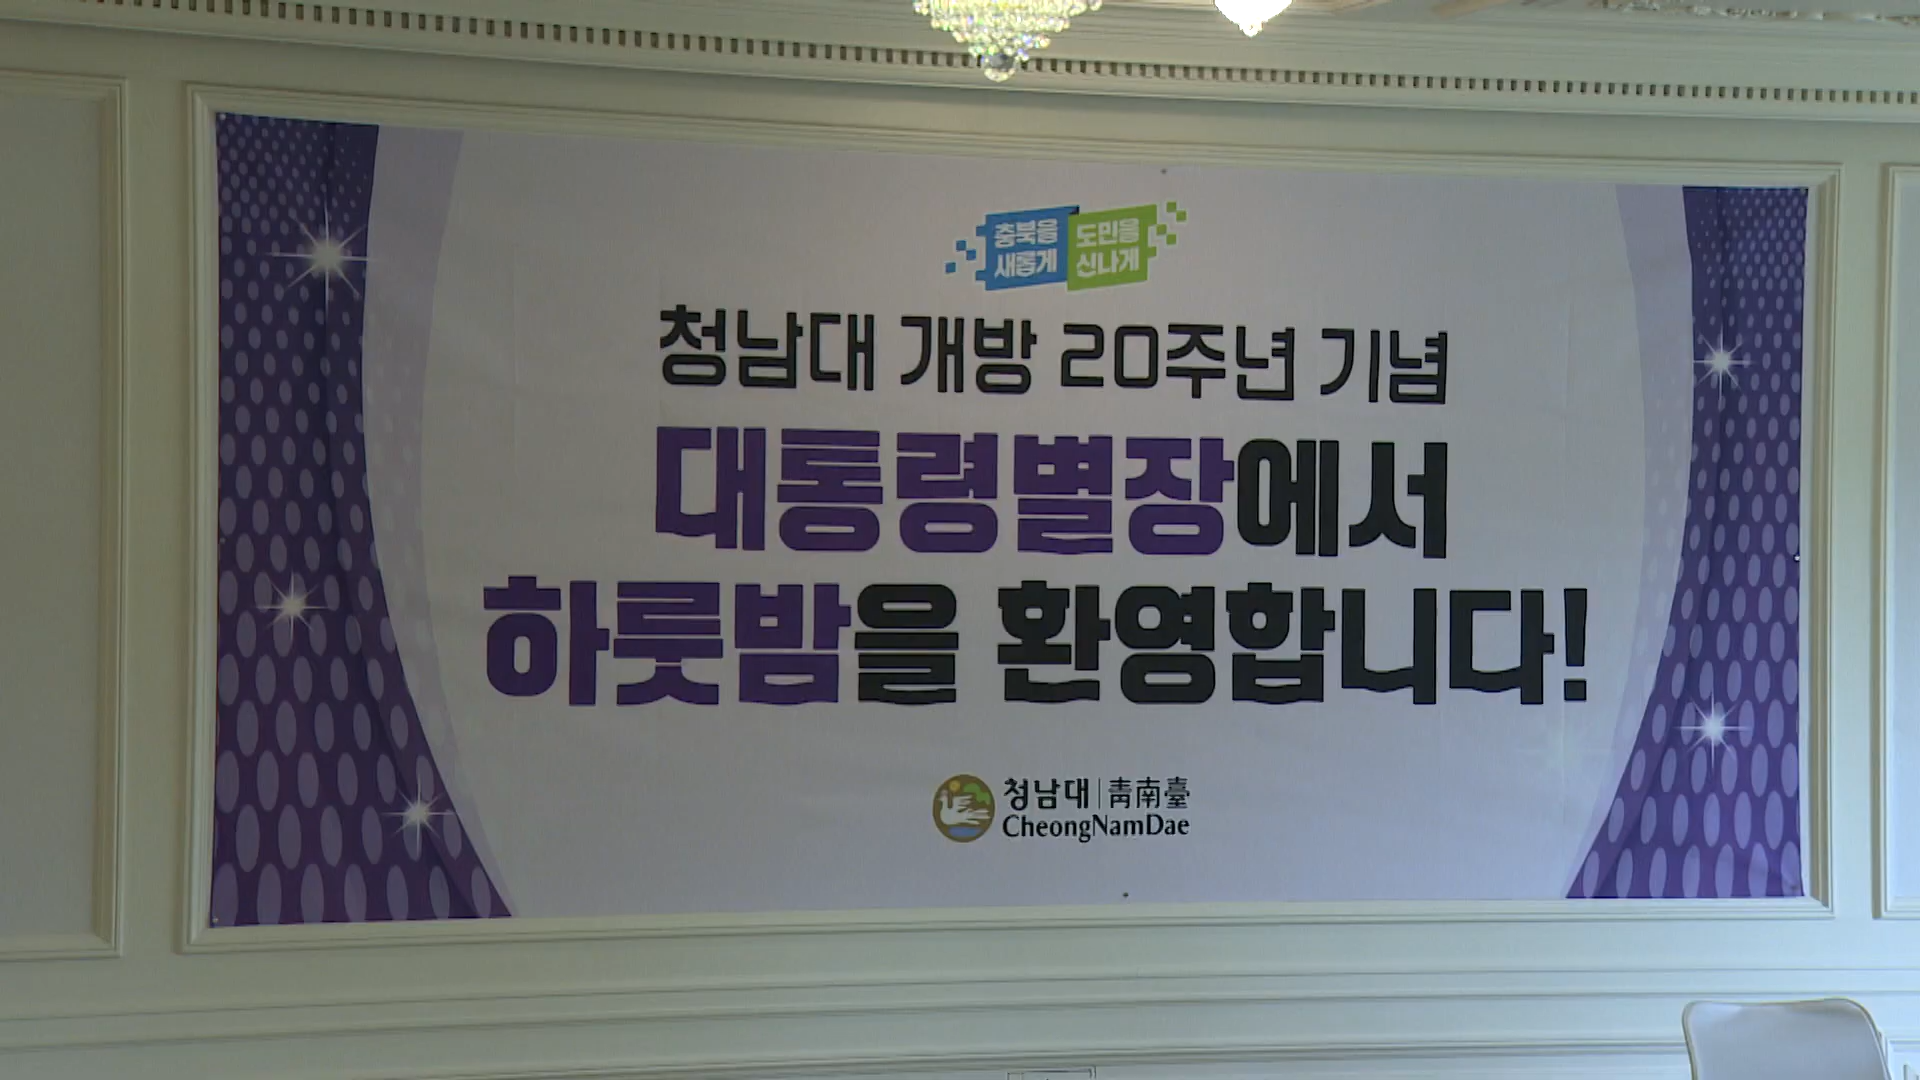 충북을 도민을
새롭게 신나게
청남대 개방 20주년 기념
대통령별장에서
하룻밤을 환영합니다!
청남대 | 靑南臺
CheongNamDae